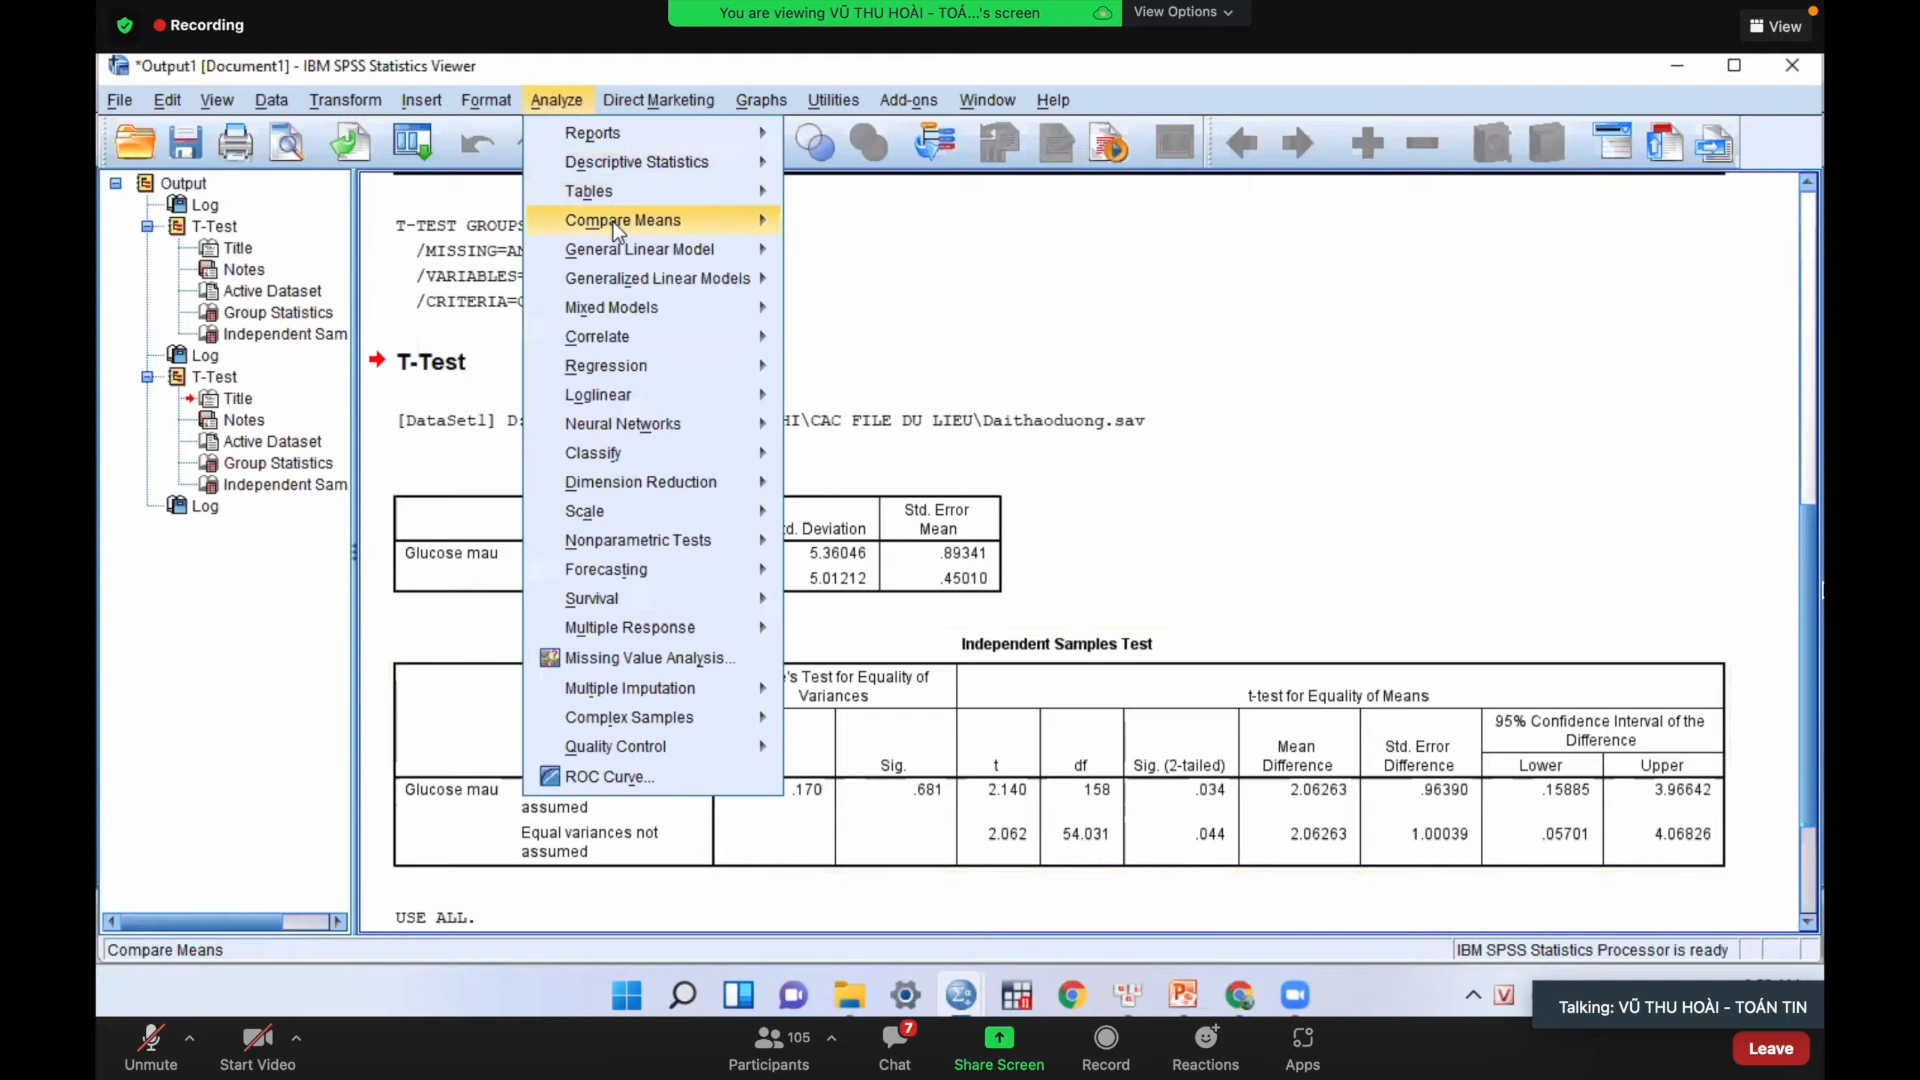 Recording
You are viewing VŨ THU HOÀI - TOÁ...'s screen
View Options
View
*Output1 [Document1] - IBM SPSS Statistics Viewer
File Edit View Data Transform Insert Format Analyze Direct Marketing Graphs Utilities Add-ons Window Help
Output
Log
T-Test
Title
Notes
Active Dataset
Group Statistics
Independent Sam
Log
T-Test
Title
Notes
Active Dataset
Group Statistics
Independent Sam
Log
Reports
Descriptive Statistics
Tables
Compare Means
General Linear Model
Generalized Linear Models
Mixed Models
Correlate
Regression
Loglinear
Neural Networks
Classify
Dimension Reduction
Scale
Nonparametric Tests
Forecasting
Survival
Multiple Response
Missing Value Analysis...
Multiple Imputation
Complex Samples
Quality Control
ROC Curve...
T-TEST GROUPS
/MISSING=AN
/VARIABLES=
/CRITERIA=
T-Test
[DataSet1] D: HI\CAC FILE DU LIEU\Daithaoduong.sav
Std. Error
d. Deviation Mean
Glucose mau 5.36046 .89341
5.01212 .45010
Independent Samples Test
's Test for Equality of
Variances
t-test for Equality of Means
95% Confidence Interval of the
Difference
Mean Std. Error
Sig. t df Sig. (2-tailed) Difference Difference Lower Upper
Glucose mau .170 .681 2.140 158 .034 2.06263 .96390 .15885 3.96642
assumed
Equal variances not 2.062 54.031 .044 2.06263 1.00039 .05701 4.06826
assumed
USE ALL.
Compare Means
IBM SPSS Statistics Processor is ready
Talking: VŨ THU HOÀI - TOÁN TIN
105
7
Unmute Start Video Participants Chat Share Screen Record Reactions Apps Leave